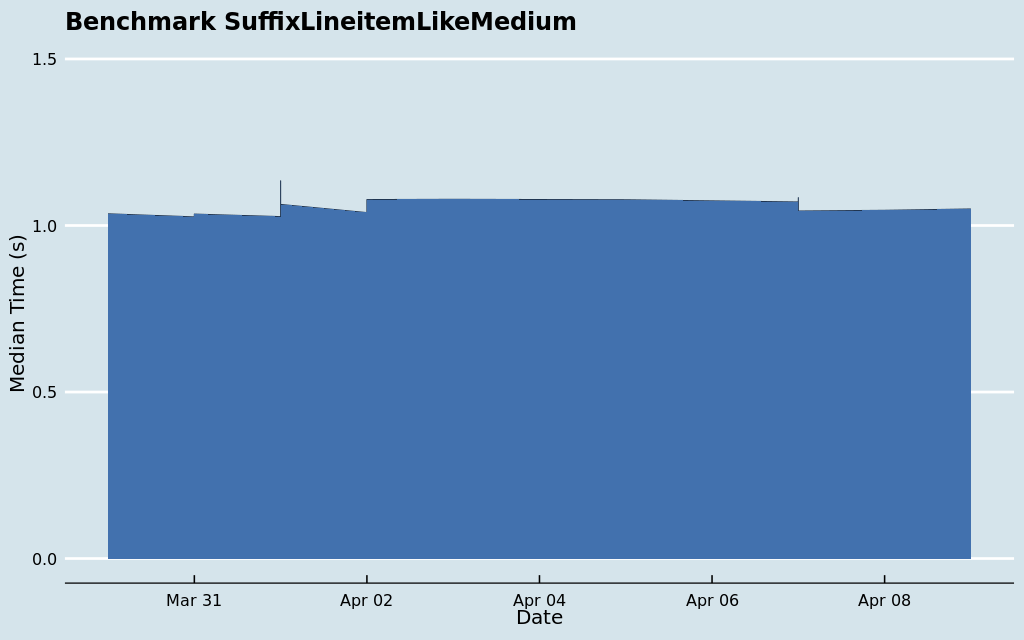 Benchmark SuffixLineitemLikeMedium
1.5
1.0
0.5
0.0
Median Time (s)
Mar 31 Apr 02 Apr 04 Apr 06 Apr 08
Date